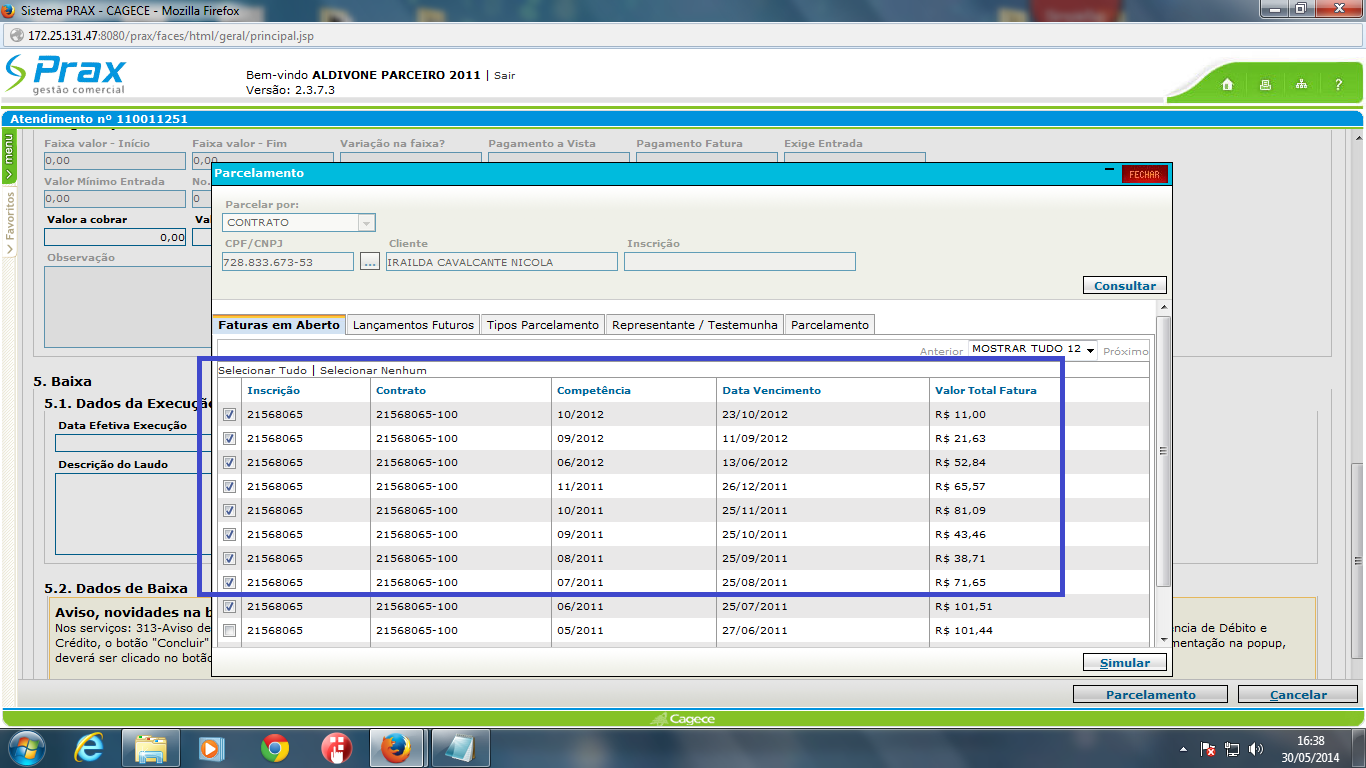 Sistema PRAX - CAGECE - Mozilla Firefox
172.25.131.47:8080/prax/faces/html/geral/principal.jsp
Prax
gestão comercial
Bem-vindo ALDIVONE PARCEIRO 2011 | Sair
Versão: 2.3.7.3
?
Atendimento nº 110011251
menu
Favoritos
Faixa valor - Início Faixa valor - Fim Variação na faixa? Pagamento a Vista Pagamento Fatura Exige Entrada
0,00 0,00
Valor Mínimo Entrada No.
0,00 0
Valor a cobrar Va
0,00
Observação
Parcelamento
FECHAR
Parcelar por:
CONTRATO
CPF/CNPJ Cliente Inscrição
728.833.673-53 ... IRAILDA CAVALCANTE NICOLA
Consultar
Faturas em Aberto Lançamentos Futuros Tipos Parcelamento Representante / Testemunha Parcelamento
Anterior MOSTRAR TUDO 12 Próximo
Selecionar Tudo | Selecionar Nenhum
Inscrição Contrato Competência Data Vencimento Valor Total Fatura
21568065 21568065-100 10/2012 23/10/2012 R$ 11,00
21568065 21568065-100 09/2012 11/09/2012 R$ 21,63
21568065 21568065-100 06/2012 13/06/2012 R$ 52,84
21568065 21568065-100 11/2011 26/12/2011 R$ 65,57
21568065 21568065-100 10/2011 25/11/2011 R$ 81,09
21568065 21568065-100 09/2011 25/10/2011 R$ 43,46
21568065 21568065-100 08/2011 25/09/2011 R$ 38,71
21568065 21568065-100 07/2011 25/08/2011 R$ 71,65
21568065 21568065-100 06/2011 25/07/2011 R$ 101,51
21568065 21568065-100 05/2011 27/06/2011 R$ 101,44
Simular
5. Baixa
5.1. Dados da Execução
Data Efetiva Execução
Descrição do Laudo
5.2. Dados de Baixa
Aviso, novidades na b
Nos serviços: 313-Aviso de ncia de Débito e
Crédito, o botão "Concluir" mentação na popup,
deverá ser clicado no botão
Parcelamento Cancelar
Cagece
16:38
30/05/2014